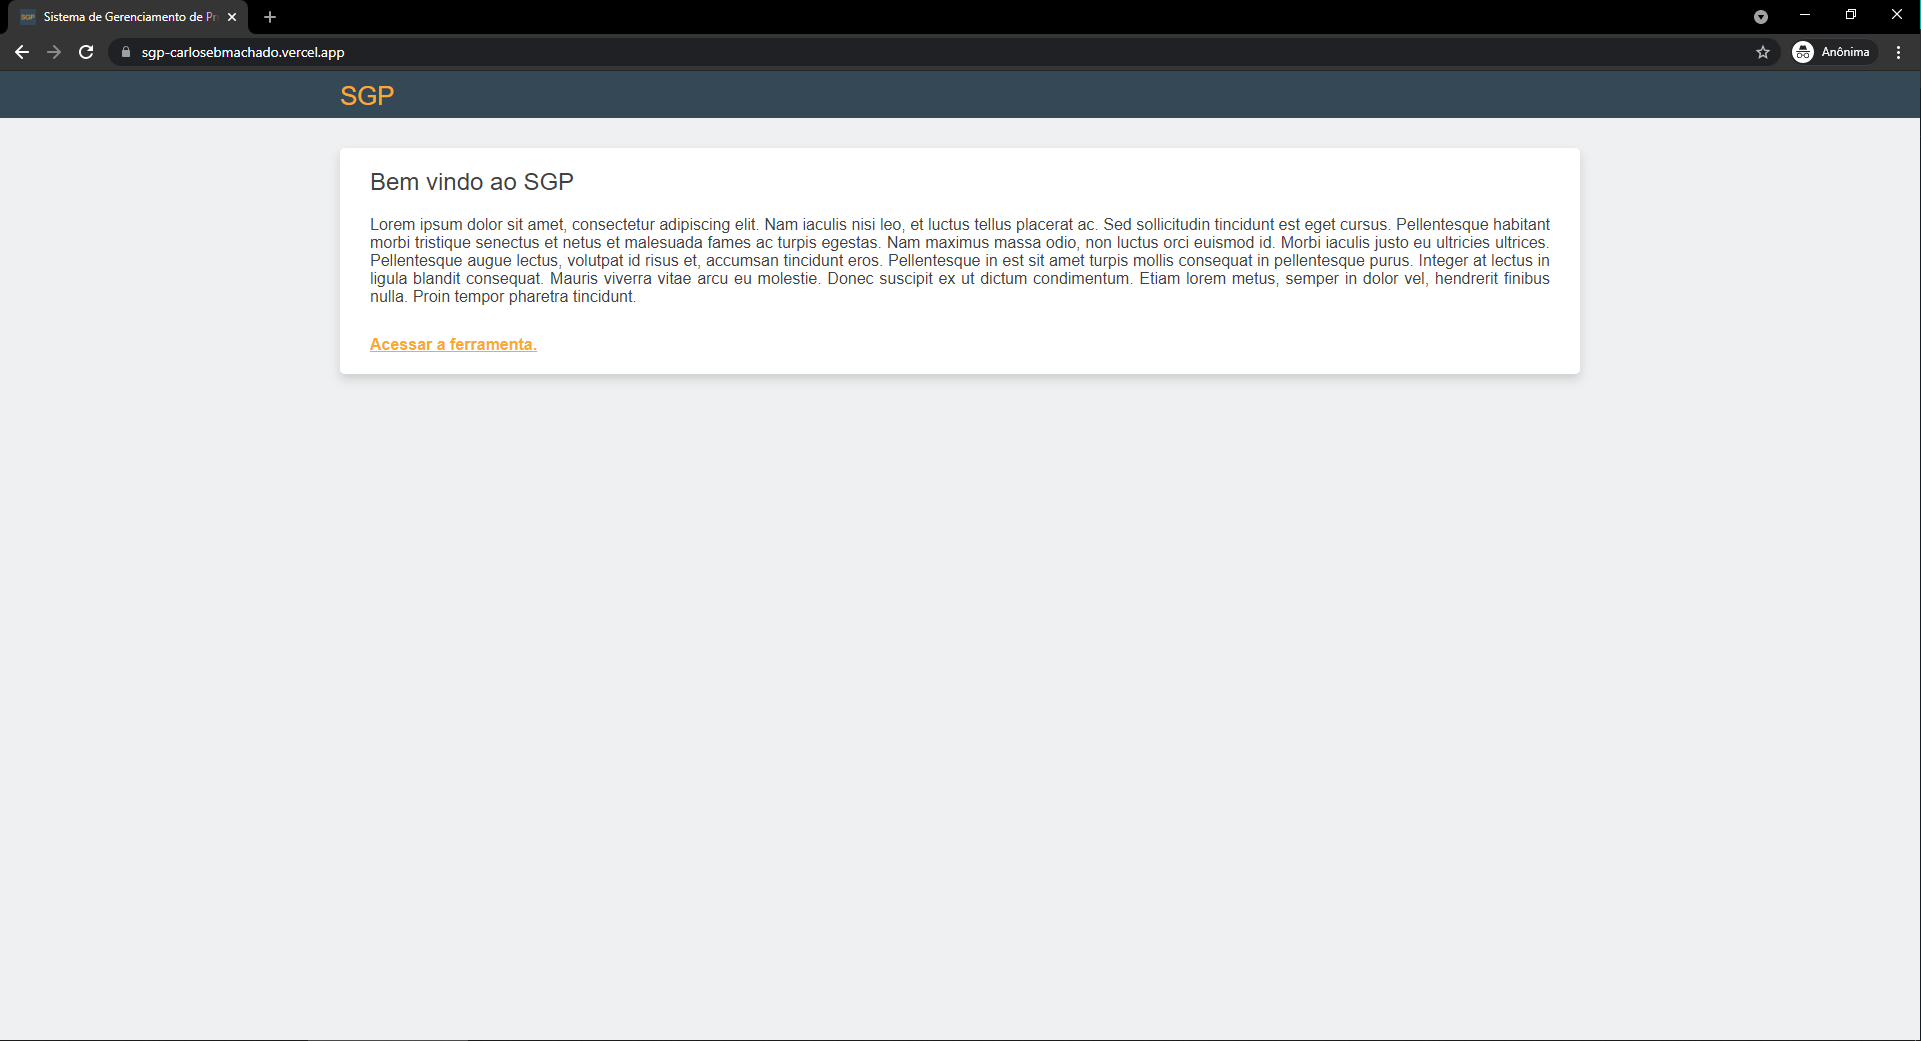 SGP Sistema de Gerenciamento de Pr
sgp-carlosebmachado.vercel.app
Anônima
SGP
Bem vindo ao SGP
Lorem ipsum dolor sit amet, consectetur adipiscing elit. Nam iaculis nisi leo, et luctus tellus placerat ac. Sed sollicitudin tincidunt est eget cursus. Pellentesque habitant
morbi tristique senectus et netus et malesuada fames ac turpis egestas. Nam maximus massa odio, non luctus orci euismod id. Morbi iaculis justo eu ultricies ultrices.
Pellentesque augue lectus, volutpat id risus et, accumsan tincidunt eros. Pellentesque in est sit amet turpis mollis consequat in pellentesque purus. Integer at lectus in
ligula blandit consequat. Mauris viverra vitae arcu eu molestie. Donec suscipit ex ut dictum condimentum. Etiam lorem metus, semper in dolor vel, hendrerit finibus
nulla. Proin tempor pharetra tincidunt.
Acessar a ferramenta.